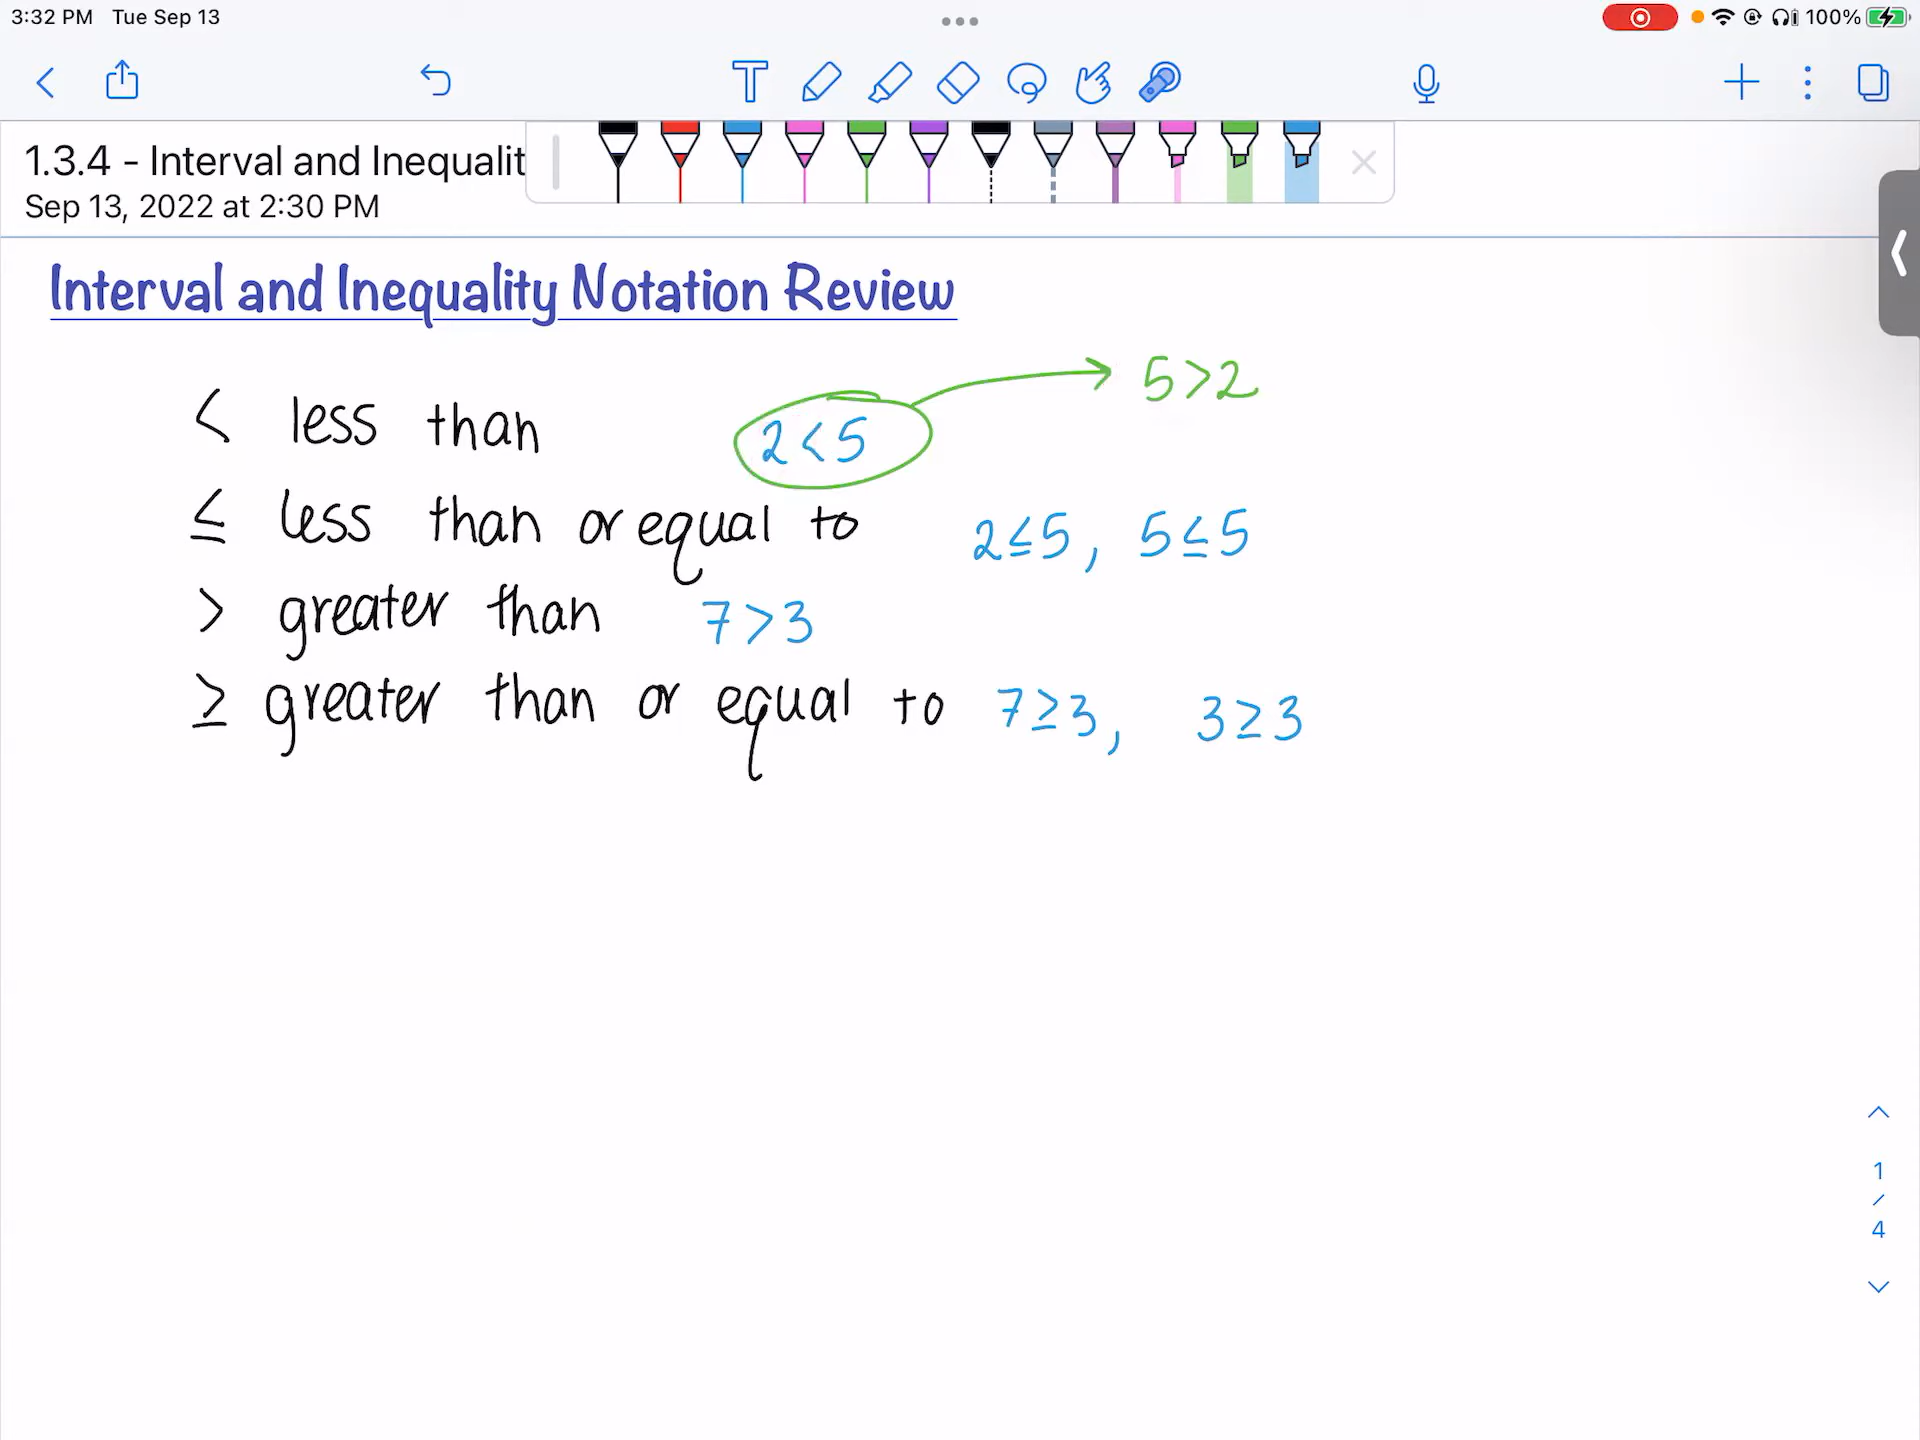 3:32 PM Tue Sep 13
100%
1.3.4 - Interval and Inequalit
Sep 13, 2022 at 2:30 PM
Interval and Inequality Notation Review
< less than 2<5 5>2
≤ less than or equal to 2≤5, 5≤5
> greater than 7>3
≥ greater than or equal to 7≥3, 3≥3
1
/
4